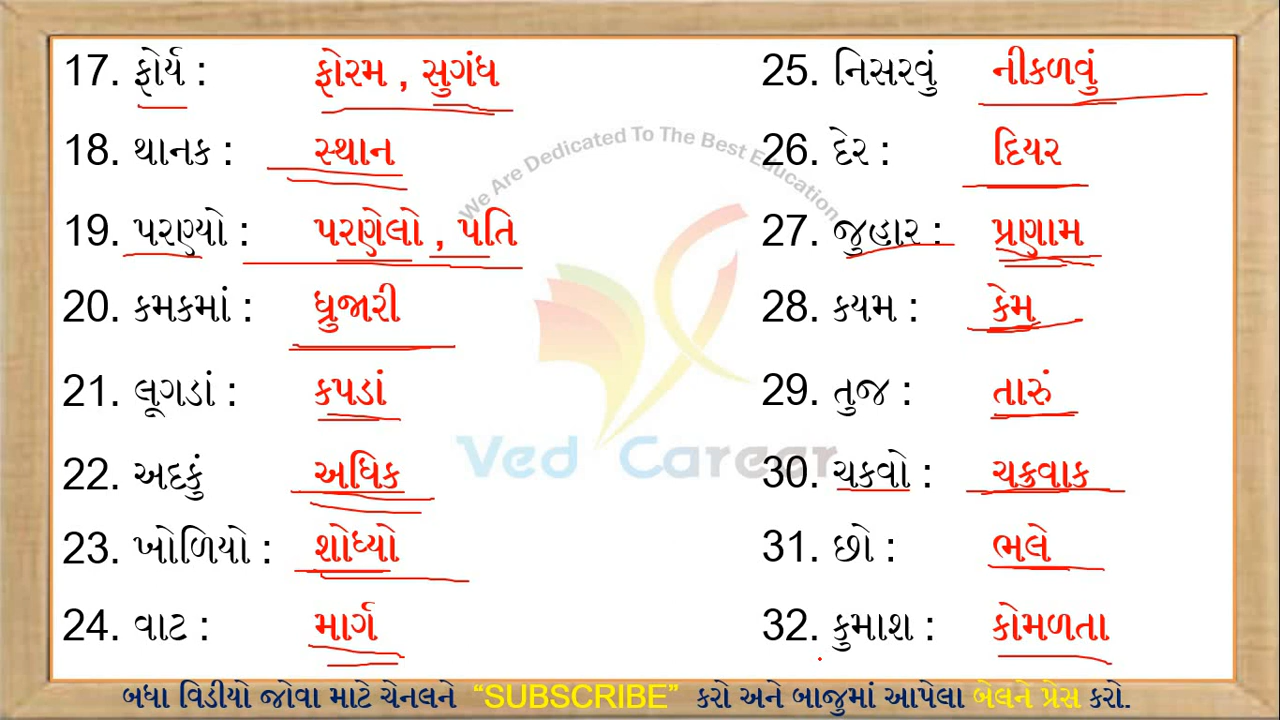 17. ફોર્ય : ફોરમ , સુગંધ
18. થાનક : સ્થાન
19. પરણ્યો : પરણેલો , પતિ
20. કમકમાં : ધ્રુજારી
21. લૂગડાં : કપડાં
22. અદકું અધિક
23. ખોળિયો : શોધ્યો
24. વાટ : માર્ગ
25. નિસરવું નીકળવું
26. દેર : દિયર
27. જુહાર : પ્રણામ
28. કયમ : કેમ
29. તુજ : તારું
30. ચકવો : ચક્રવાક
31. છો : ભલે
32. કુમાશ : કોમળતા
We Are Dedicated To The Best Education
Ved Carear
બધા વિડીયો જોવા માટે ચેનલને “SUBSCRIBE” કરો અને બાજુમાં આપેલા બેલને પ્રેસ કરો.